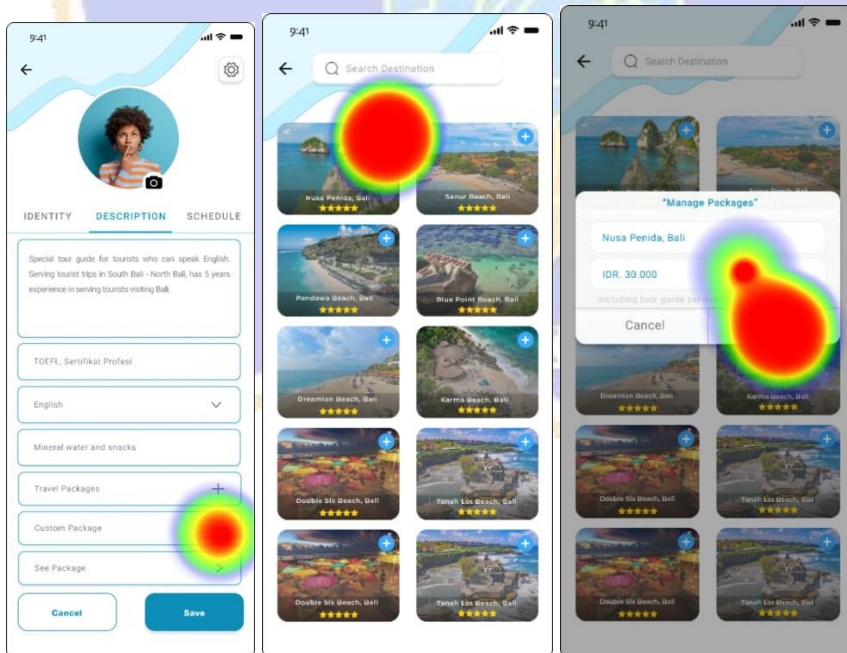 9:41
IDENTITY DESCRIPTION SCHEDULE
Special tour guide for tourists who can speak English.
Serving tourist trips in South Bali - North Bali, has 5 years
experience in serving tourists visiting Bali.
TOEFL, Sertifikat Profesi
English
Mineral water and snacks
Travel Packages
Custom Package
See Package
Cancel
Save
9:41
Search Destination
Nusa Penida, Bali
Sanur Beach, Bali
Pandawa Beach, Bali
Blue Point Beach, Bali
Dreamlan Beach, Bali
Karma Beach, Bali
Double Six Beach, Bali
Tanah Lot Beach, Bali
Double Six Beach, Bali
Tanah Lot Beach, Bali
9:41
Search Destination
"Manage Packages"
Nusa Penida, Bali
IDR. 30.000
including tour guide
Cancel
Dreamlan Beach, Bali
Karma Beach, Bali
Double Six Beach, Bali
Tanah Lot Beach, Bali
Double Six Beach, Bali
Tanah Lot Beach, Bali